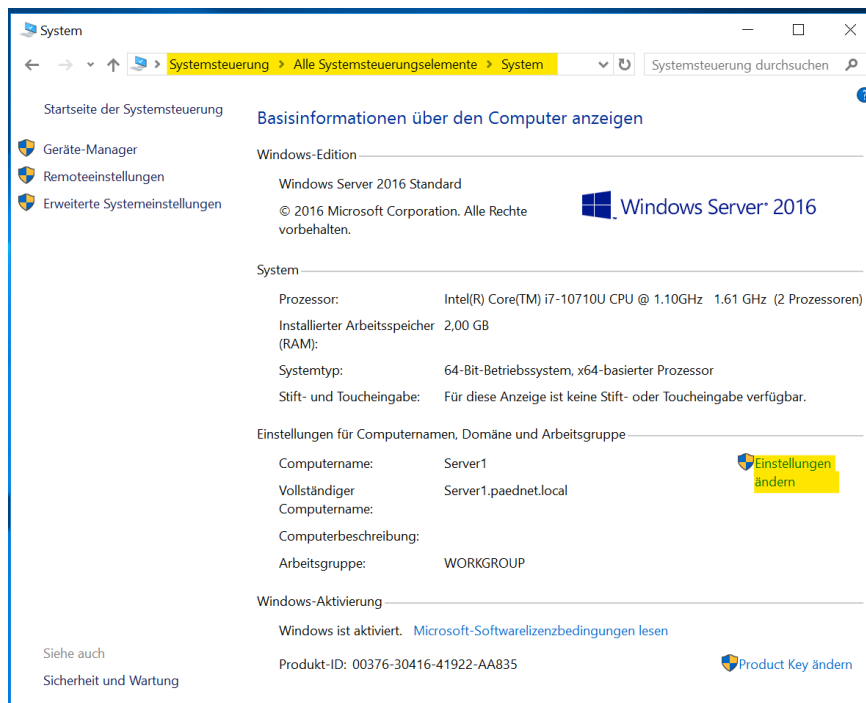 System
Systemsteuerung > Alle Systemsteuerungselemente > System
Systemsteuerung durchsuchen
Startseite der Systemsteuerung
Geräte-Manager
Remoteeinstellungen
Erweiterte Systemeinstellungen
Basisinformationen über den Computer anzeigen
Windows-Edition
Windows Server 2016 Standard
© 2016 Microsoft Corporation. Alle Rechte
vorbehalten.
Windows Server® 2016
System
Prozessor: Intel(R) Core(TM) i7-10710U CPU @ 1.10GHz 1.61 GHz (2 Prozessoren)
Installierter Arbeitsspeicher 2,00 GB
(RAM):
Systemtyp: 64-Bit-Betriebssystem, x64-basierter Prozessor
Stift- und Toucheingabe: Für diese Anzeige ist keine Stift- oder Toucheingabe verfügbar.
Einstellungen für Computernamen, Domäne und Arbeitsgruppe
Computername: Server1
Einstellungen
ändern
Vollständiger Server1.paednet.local
Computername:
Computerbeschreibung:
Arbeitsgruppe: WORKGROUP
Windows-Aktivierung
Windows ist aktiviert. Microsoft-Softwarelizenzbedingungen lesen
Produkt-ID: 00376-30416-41922-AA835
Product Key ändern
Siehe auch
Sicherheit und Wartung